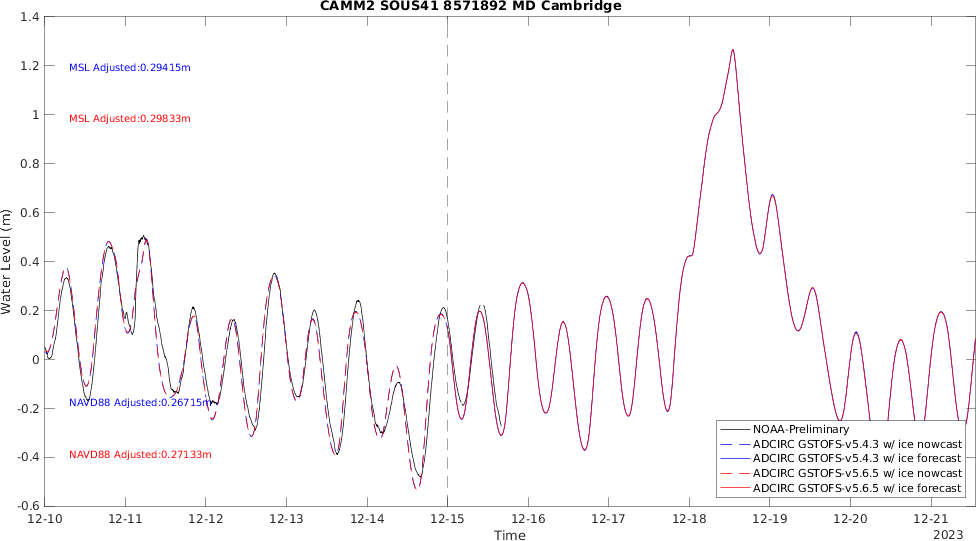 CAMM2 SOUS41 8571892 MD Cambridge
1.4
1.2
1
0.8
0.6
0.4
0.2
0
-0.2
-0.4
-0.6
Water Level (m)
MSL Adjusted:0.29415m
MSL Adjusted:0.29833m
NAVD88 Adjusted:0.26715m
NAVD88 Adjusted:0.27133m
NOAA-Preliminary
ADCIRC GSTOFS-v5.4.3 w/ ice nowcast
ADCIRC GSTOFS-v5.4.3 w/ ice forecast
ADCIRC GSTOFS-v5.6.5 w/ ice nowcast
ADCIRC GSTOFS-v5.6.5 w/ ice forecast
12-10 12-11 12-12 12-13 12-14 12-15 12-16 12-17 12-18 12-19 12-20 12-21
Time
2023